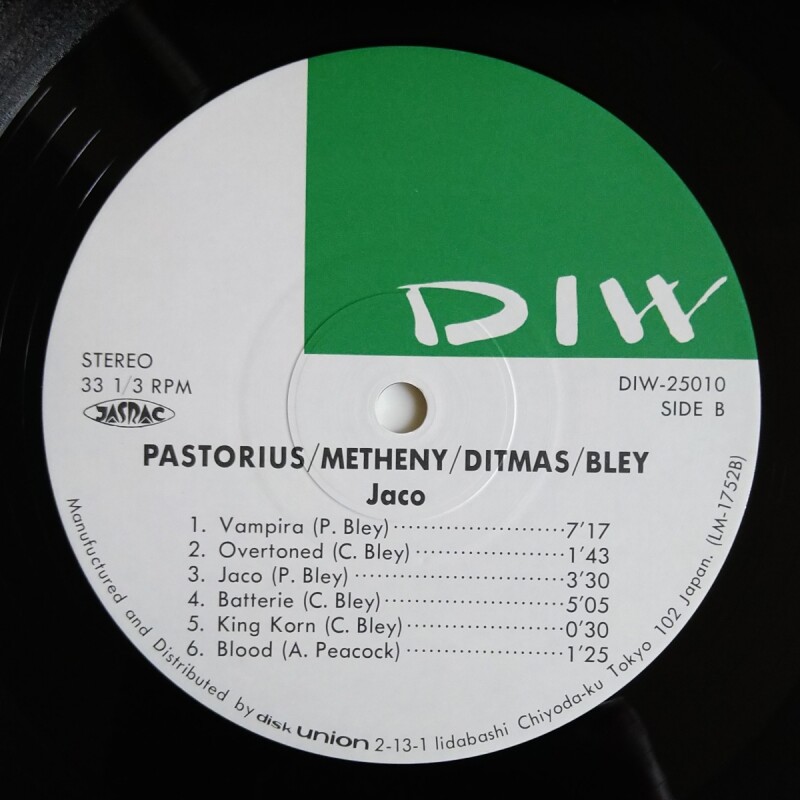 DIW
STEREO
33 1/3 RPM
JASRAC
DIW-25010
SIDE B
PASTORIUS/METHENY/DITMAS/BLEY
Jaco
1. Vampira (P. Bley)······················7'17
2. Overtoned (C. Bley)···················1'43
3. Jaco (P. Bley)···························3'30
4. Batterie (C. Bley)·······················5'05
5. King Korn (C. Bley)····················0'30
6. Blood (A. Peacock)····················1'25
Manufuctured and Distributed by disk union 2-13-1 Iidabashi Chiyoda-ku Tokyo 102 Japan. (LM-1752B)